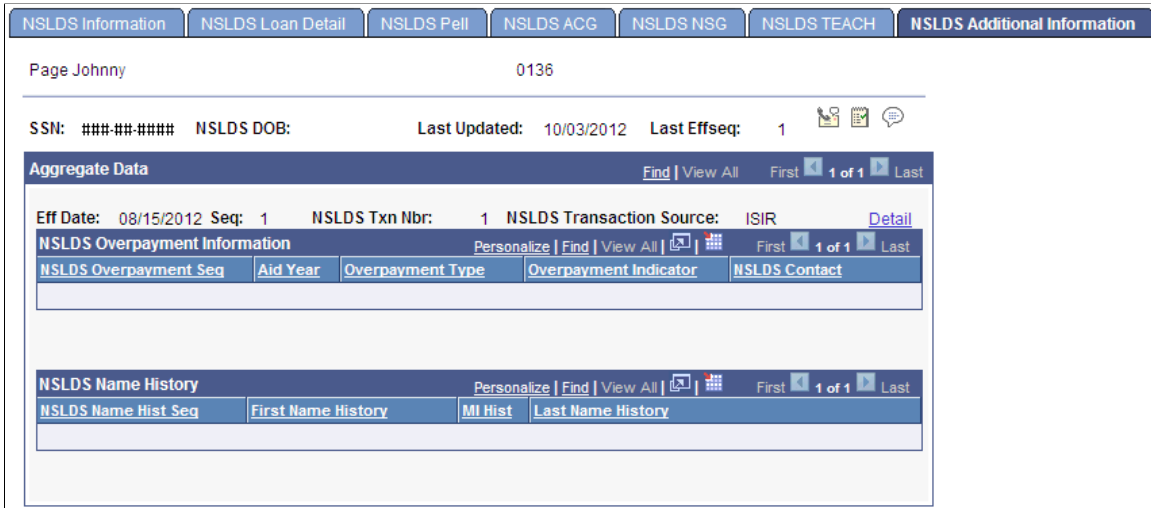 NSLDS Information NSLDS Loan Detail NSLDS Pell NSLDS ACG NSLDS NSG NSLDS TEACH NSLDS Additional Information
Page Johnny 0136
SSN: ###-##-#### NSLDS DOB: Last Updated: 10/03/2012 Last Effseq: 1
Aggregate Data Find | View All First 1 of 1 Last
Eff Date: 08/15/2012 Seq: 1 NSLDS Txn Nbr: 1 NSLDS Transaction Source: ISIR Detail
NSLDS Overpayment Information Personalize | Find | View All | | First 1 of 1 Last
NSLDS Overpayment Seq Aid Year Overpayment Type Overpayment Indicator NSLDS Contact
NSLDS Name History Personalize | Find | View All | | First 1 of 1 Last
NSLDS Name Hist Seq First Name History MI Hist Last Name History